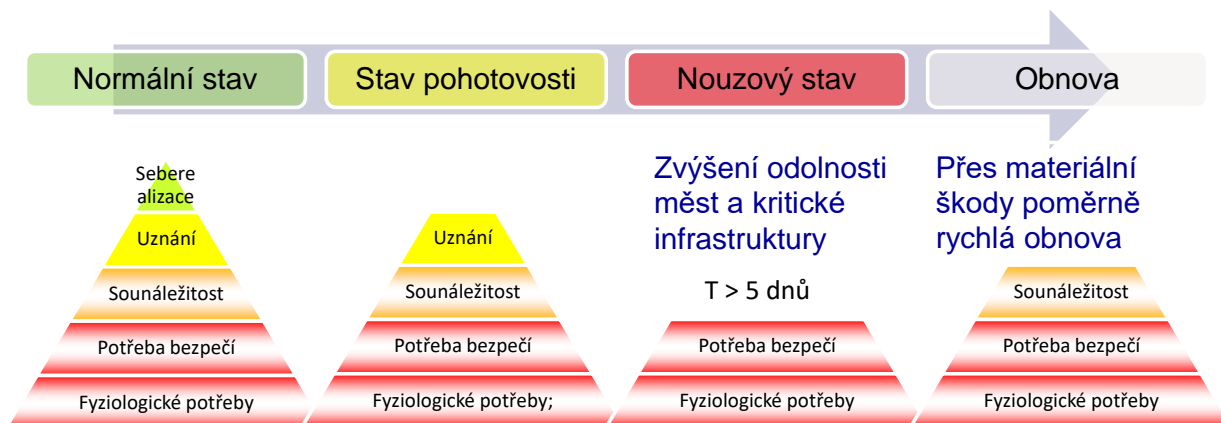 Normální stav
Stav pohotovosti
Nouzový stav
Obnova
Sebere
alizace
Uznání
Sounáležitost
Potřeba bezpečí
Fyziologické potřeby
Uznání
Sounáležitost
Potřeba bezpečí
Fyziologické potřeby;
Zvýšení odolnosti
měst a kritické
infrastruktury
T > 5 dnů
Potřeba bezpečí
Fyziologické potřeby
Přes materiální
škody poměrně
rychlá obnova
Sounáležitost
Potřeba bezpečí
Fyziologické potřeby